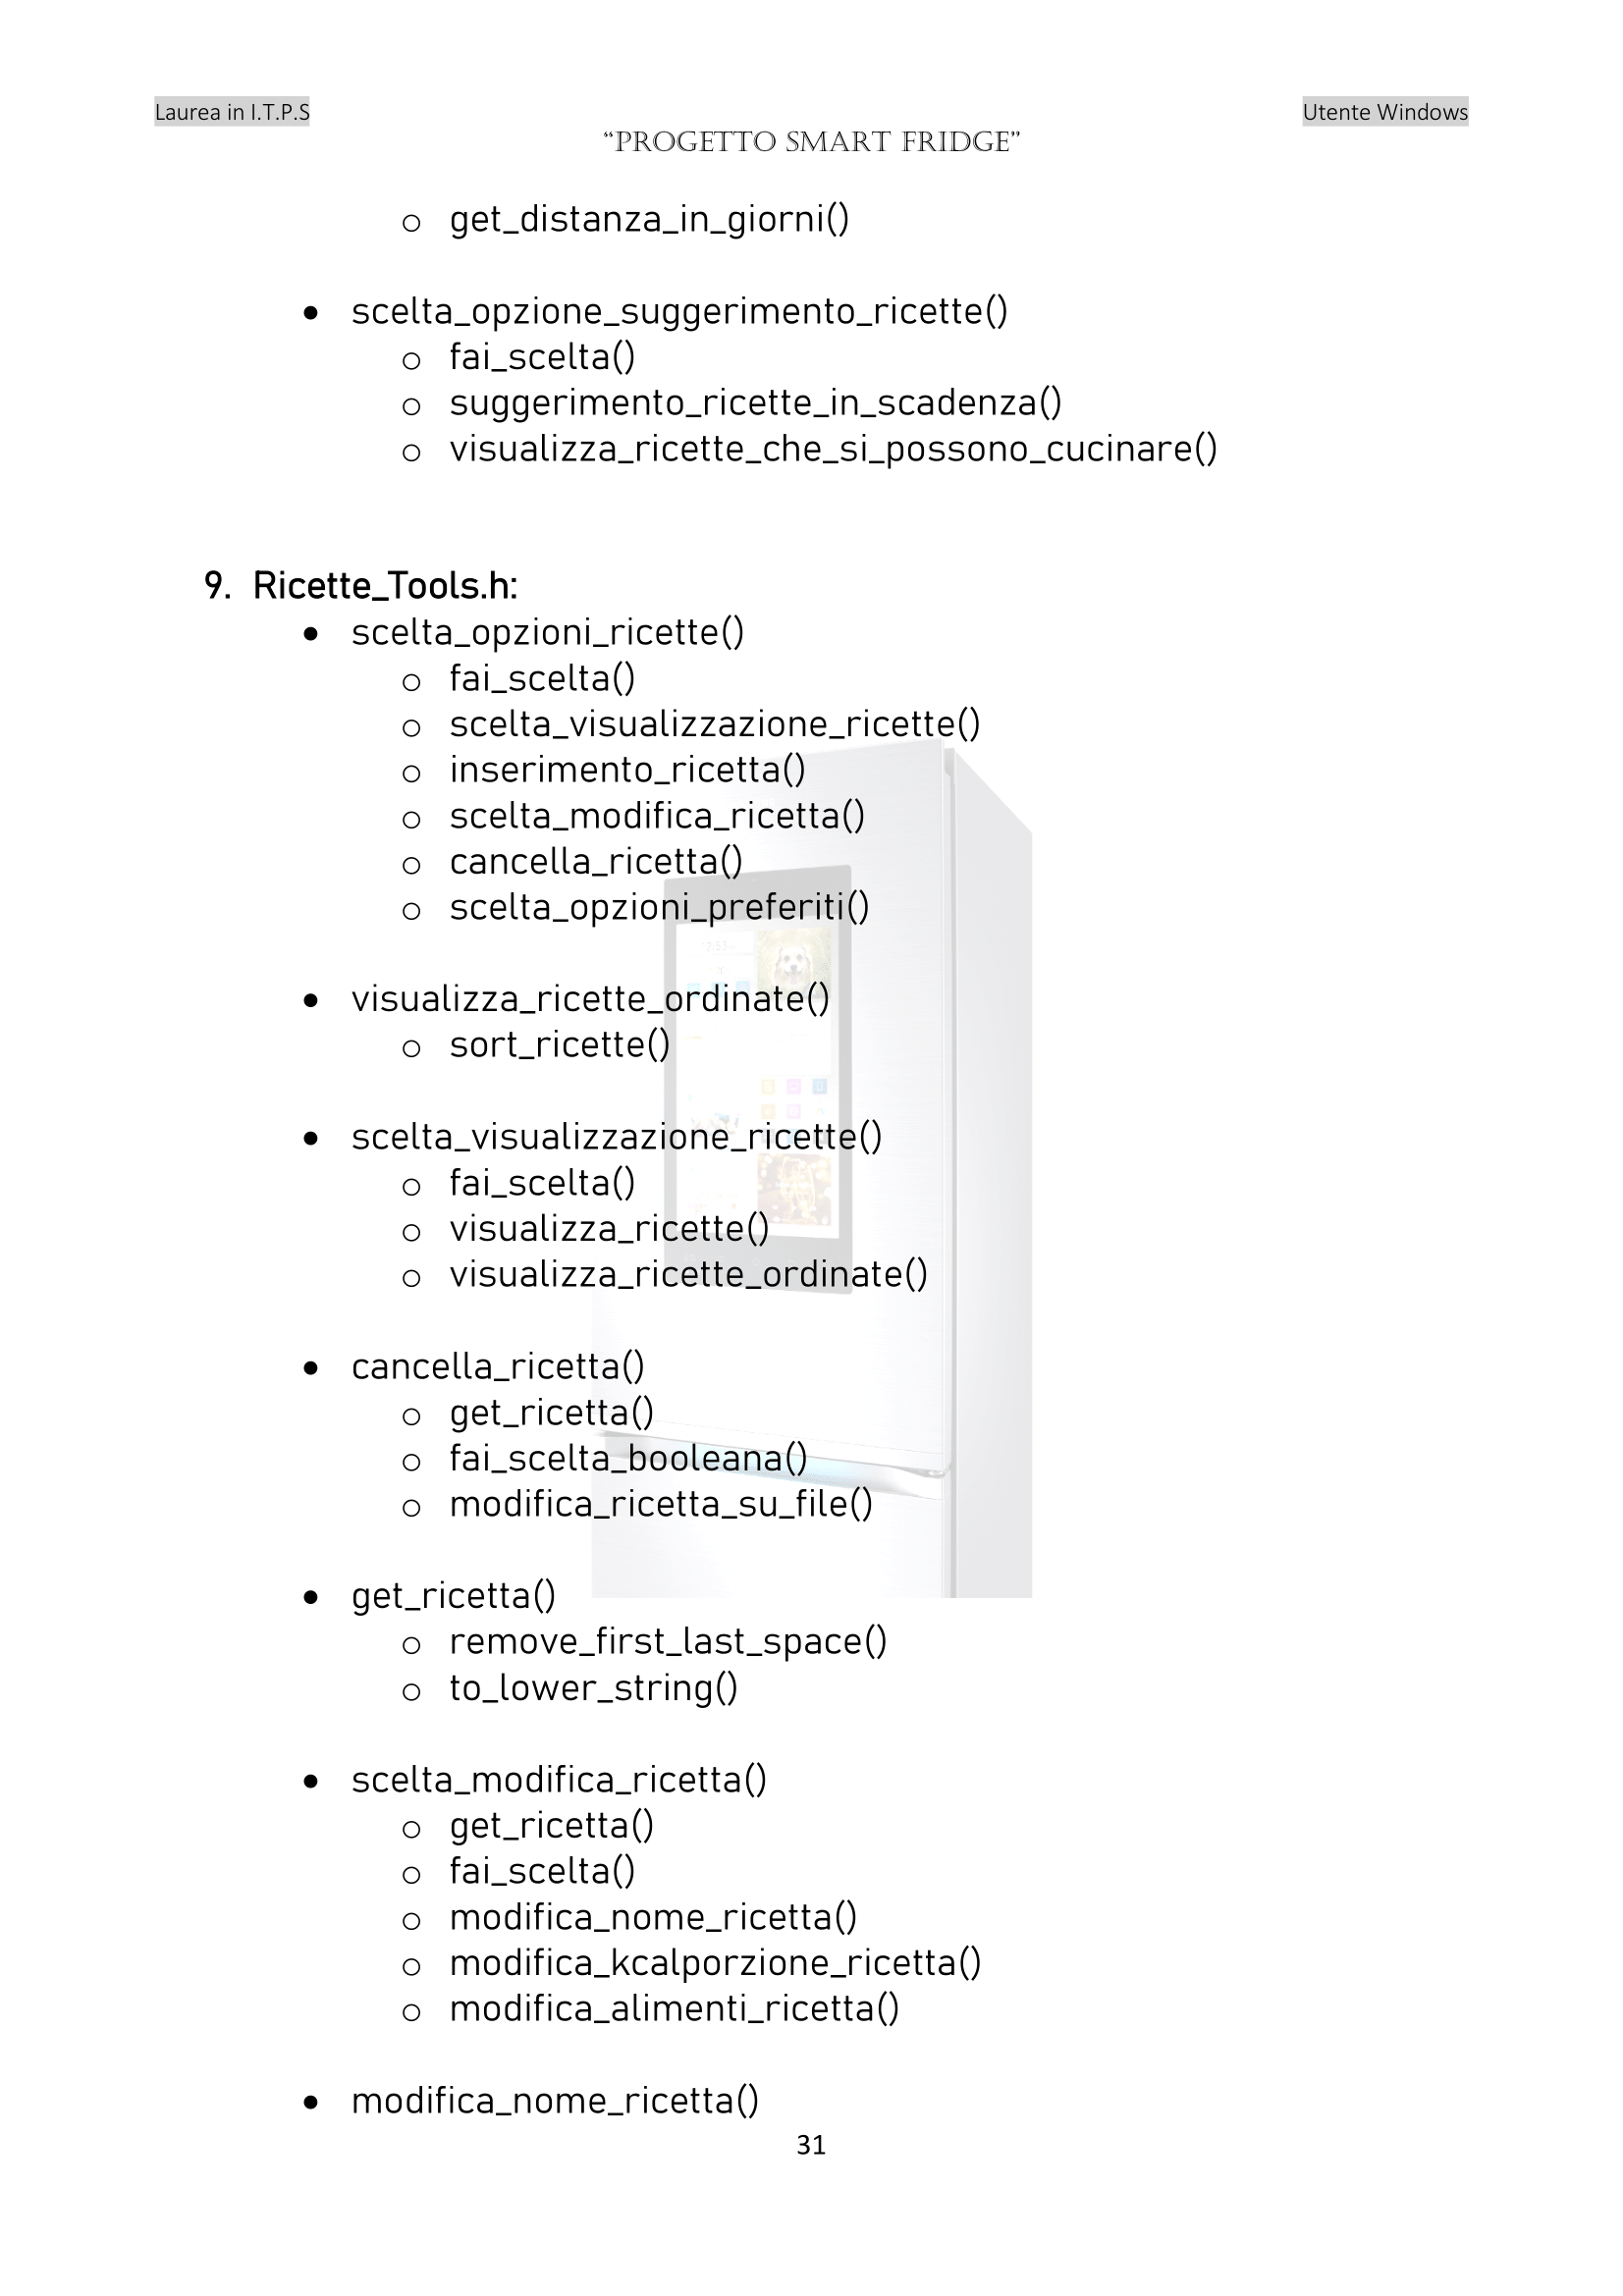 Laurea in I.T.P.S
Utente Windows
“PROGETTO SMART FRIDGE”
o get_distanza_in_giorni()
• scelta_opzione_suggerimento_ricette()
o fai_scelta()
o suggerimento_ricette_in_scadenza()
o visualizza_ricette_che_si_possono_cucinare()
9. Ricette_Tools.h:
• scelta_opzioni_ricette()
o fai_scelta()
o scelta_visualizzazione_ricette()
o inserimento_ricetta()
o scelta_modifica_ricetta()
o cancella_ricetta()
o scelta_opzioni_preferiti()
• visualizza_ricette_ordinate()
o sort_ricette()
• scelta_visualizzazione_ricette()
o fai_scelta()
o visualizza_ricette()
o visualizza_ricette_ordinate()
• cancella_ricetta()
o get_ricetta()
o fai_scelta_booleana()
o modifica_ricetta_su_file()
• get_ricetta()
o remove_first_last_space()
o to_lower_string()
• scelta_modifica_ricetta()
o get_ricetta()
o fai_scelta()
o modifica_nome_ricetta()
o modifica_kcalporzione_ricetta()
o modifica_alimenti_ricetta()
• modifica_nome_ricetta()
31